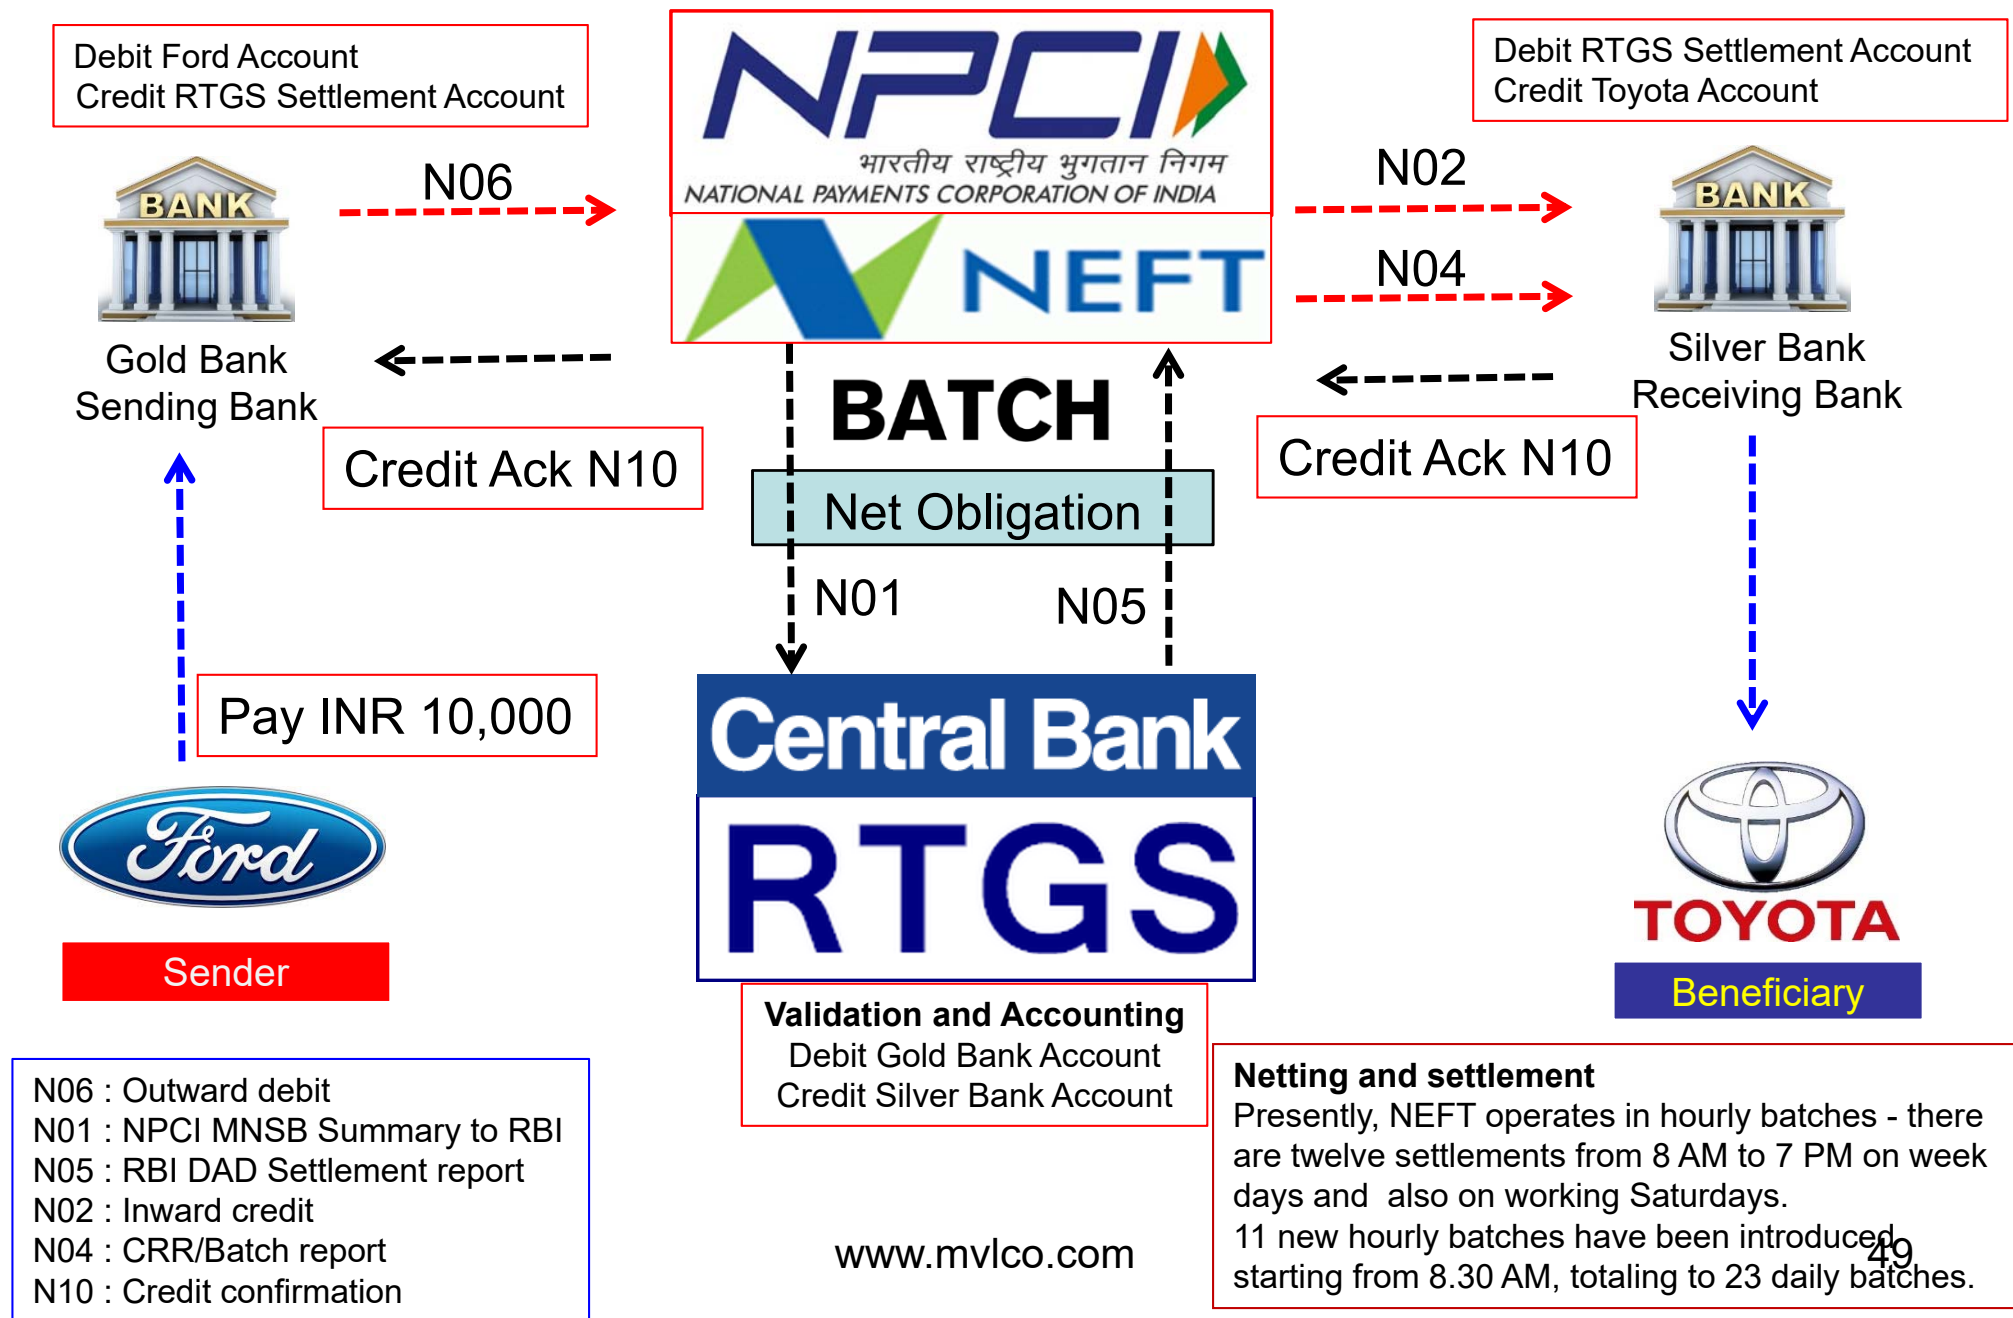 Debit Ford Account
Credit RTGS Settlement Account
NPCI
भारतीय राष्ट्रीय भुगतान निगम
NATIONAL PAYMENTS CORPORATION OF INDIA
NEFT
Debit RTGS Settlement Account
Credit Toyota Account
BANK
N06
N02
BANK
N04
Gold Bank
Sending Bank
Silver Bank
Receiving Bank
BATCH
Credit Ack N10
Credit Ack N10
Net Obligation
N01
N05
Pay INR 10,000
Central Bank
RTGS
Ford
TOYOTA
Sender
Beneficiary
Validation and Accounting
Debit Gold Bank Account
Credit Silver Bank Account
N06 : Outward debit
N01 : NPCI MNSB Summary to RBI
N05 : RBI DAD Settlement report
N02 : Inward credit
N04 : CRR/Batch report
N10 : Credit confirmation
Netting and settlement
Presently, NEFT operates in hourly batches - there
are twelve settlements from 8 AM to 7 PM on week
days and  also on working Saturdays.
11 new hourly batches have been introduced,
starting from 8.30 AM, totaling to 23 daily batches.
www.mvlco.com
49